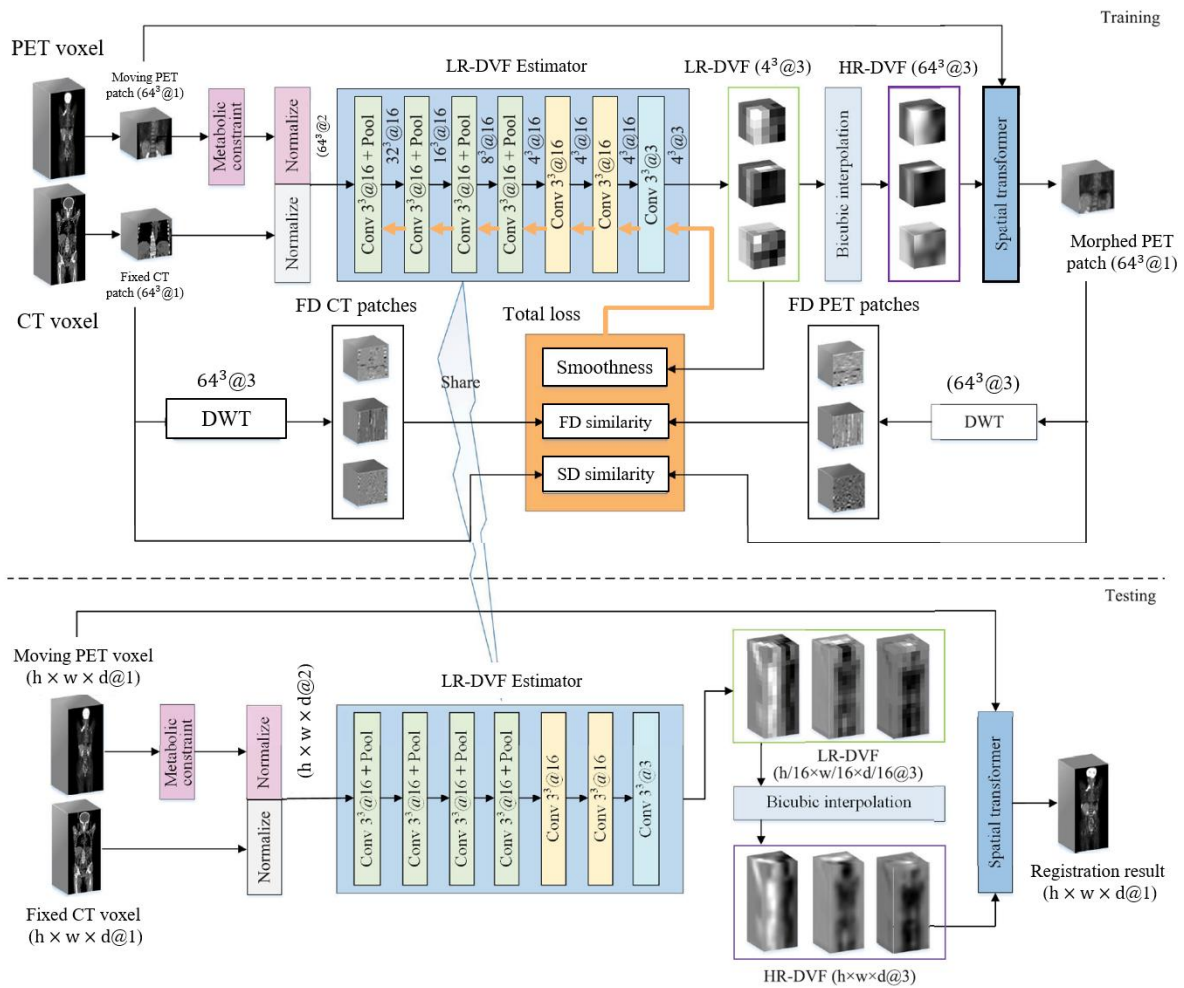 Training
PET voxel
Moving PET
patch (64³@1)
Metabolic
constraint
Normalize
(64³@2
LR-DVF Estimator
Conv 3³@16 + Pool
32³@16
Conv 3³@16 + Pool
16³@16
Conv 3³@16 + Pool
8³@16
Conv 3³@16 + Pool
4³@16
Conv 3³@16
4³@16
Conv 3³@16
4³@16
Conv 3³@3
4³@3
LR-DVF (4³@3)
Bicubic interpolation
HR-DVF (64³@3)
Spatial transformer
Morphed PET
patch (64³@1)
Normalize
Fixed CT
patch (64³@1)
CT voxel
64³@3
DWT
FD CT patches
Share
Total loss
Smoothness
FD similarity
SD similarity
FD PET patches
(64³@3)
DWT
Testing
Moving PET voxel
(h × w × d@1)
Metabolic
constraint
Normalize
Normalize
(h × w × d@2)
Fixed CT voxel
(h × w × d@1)
LR-DVF Estimator
Conv 3³@16 + Pool
Conv 3³@16 + Pool
Conv 3³@16 + Pool
Conv 3³@16 + Pool
Conv 3³@16
Conv 3³@16
Conv 3³@3
LR-DVF
(h/16×w/16×d/16@3)
Bicubic interpolation
HR-DVF (h×w×d@3)
Spatial transformer
Registration result
(h × w × d@1)